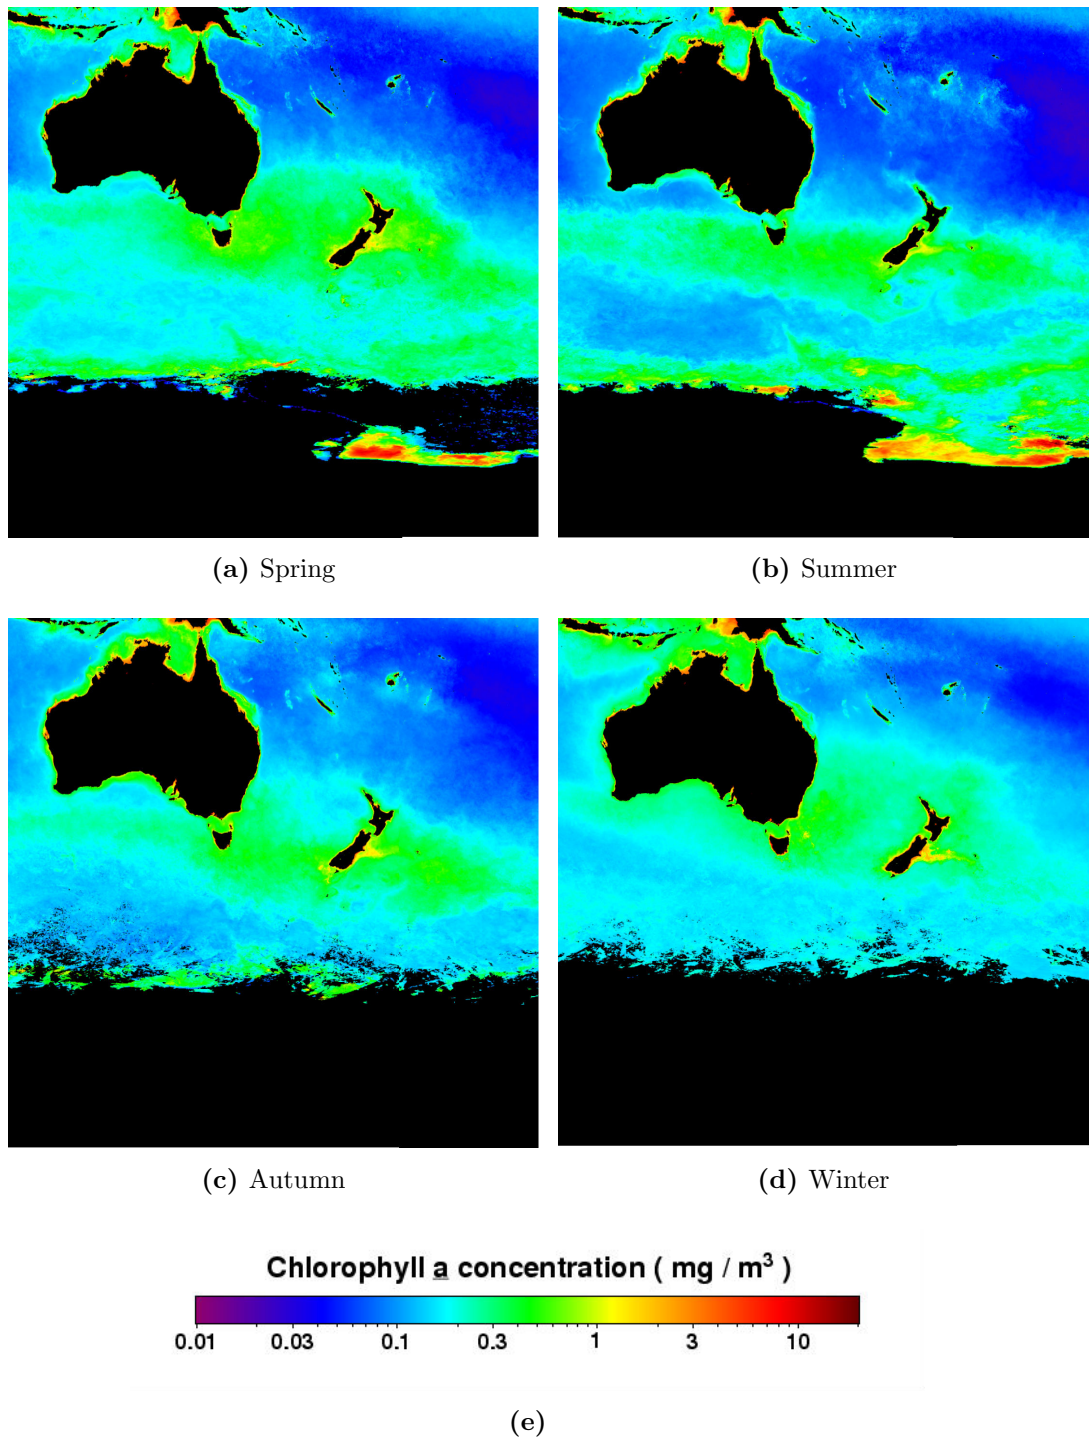 (a) Spring
(b) Summer
(c) Autumn
(d) Winter
Chlorophyll a concentration ( mg / m³ )
0.01 0.03 0.1 0.3 1 3 10
(e)